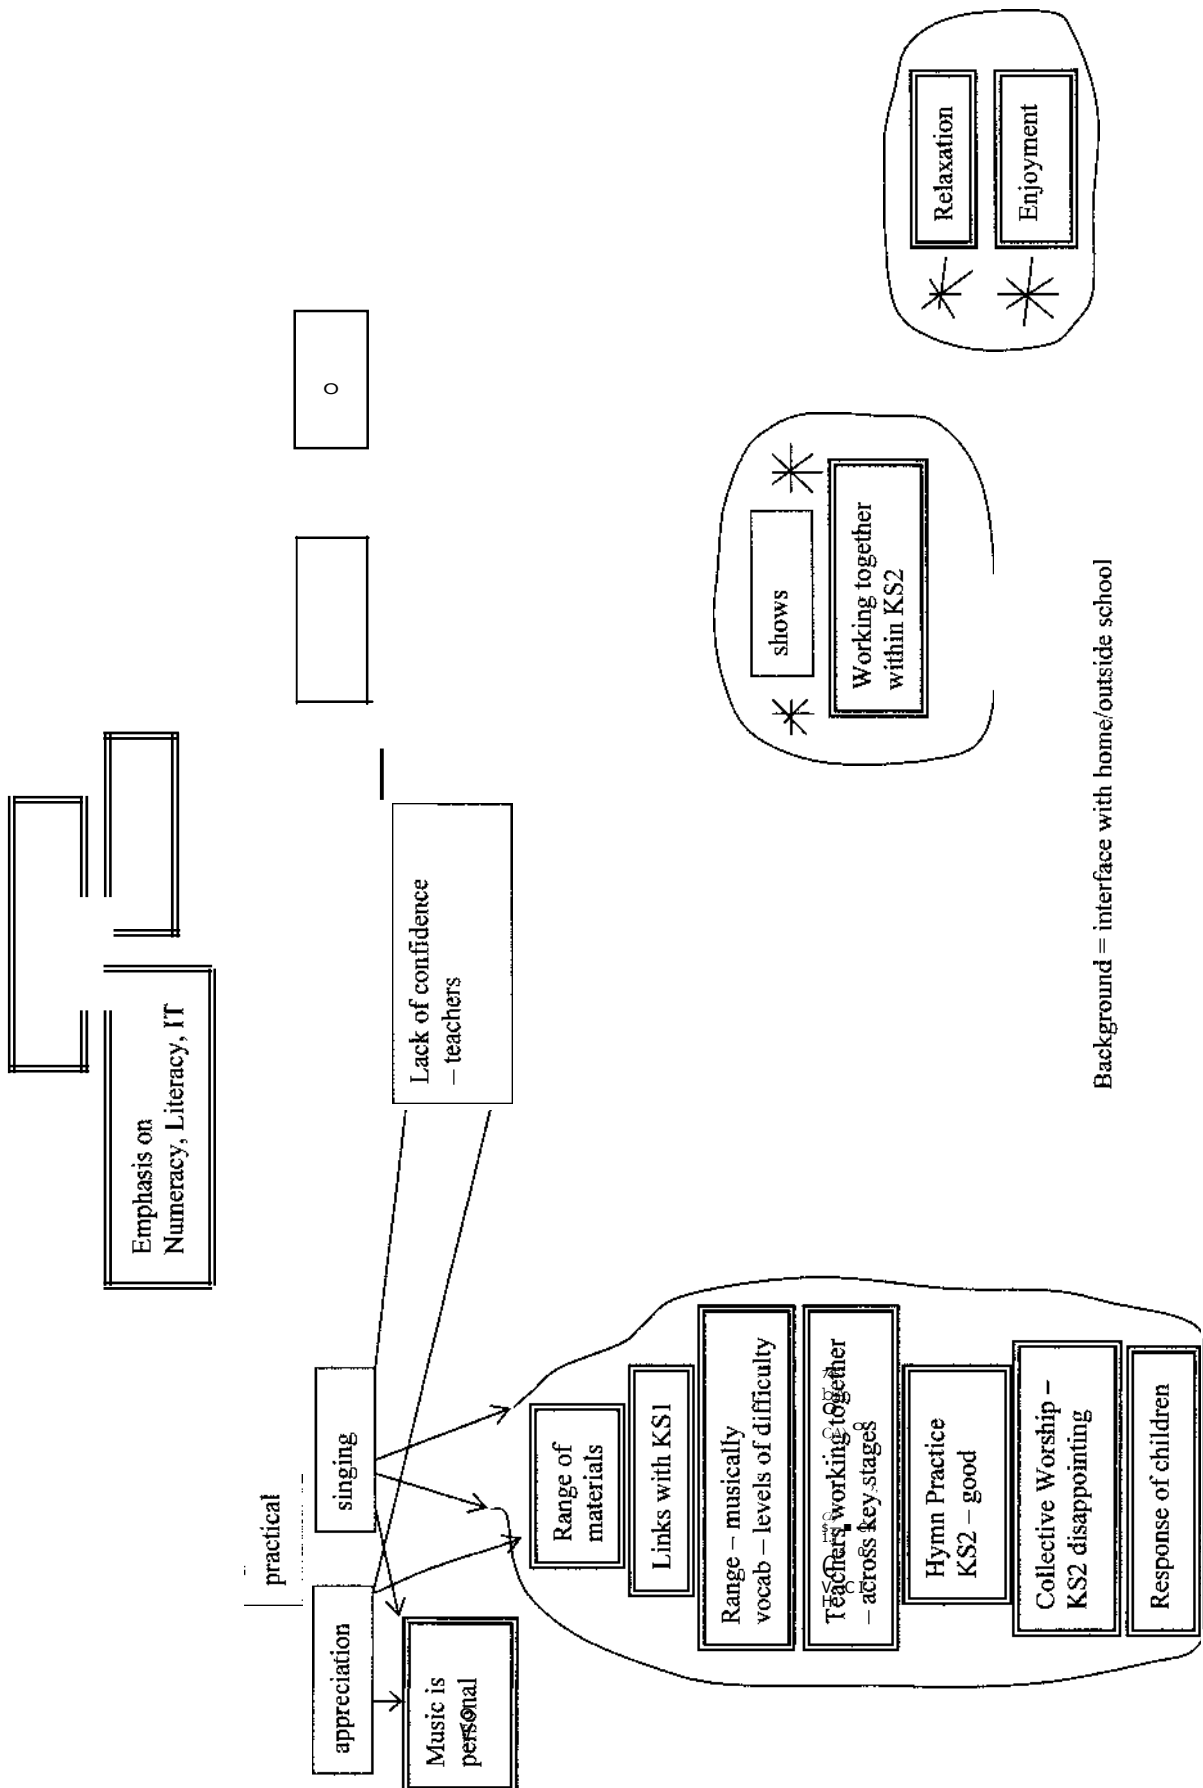 practical
appreciation
singing
Music is
personal
Emphasis on
Numeracy, Literacy, IT
Lack of confidence
– teachers
Range of
materials
Links with KS1
Range – musically
vocab – levels of difficulty
Teachers working together
– across key stages
Hymn Practice
KS2 – good
Collective Worship –
KS2 disappointing
Response of children
shows
Working together
within KS2
Relaxation
Enjoyment
Background = interface with home/outside school